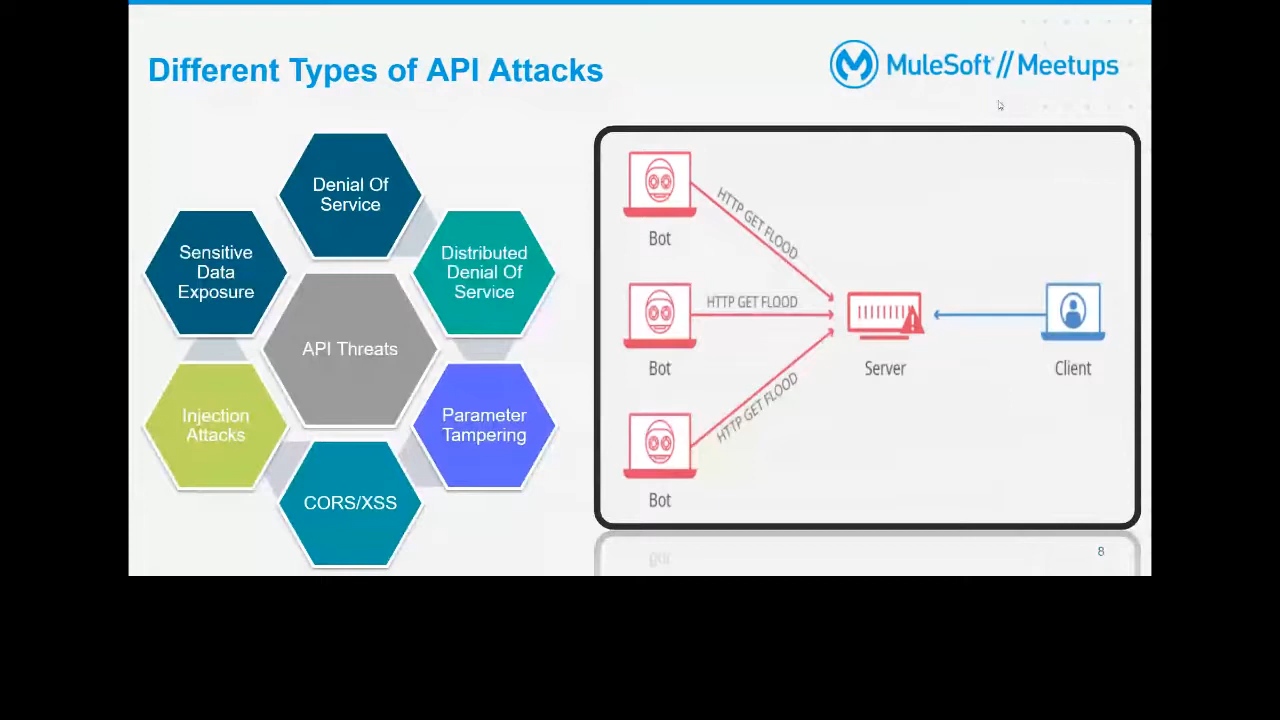 Different Types of API Attacks
MuleSoft // Meetups
Denial Of
Service
Sensitive
Data
Exposure
Distributed
Denial Of
Service
API Threats
Injection
Attacks
Parameter
Tampering
CORS/XSS
HTTP GET FLOOD
Bot
HTTP GET FLOOD
Bot
HTTP GET FLOOD
Bot
Server
Client
8